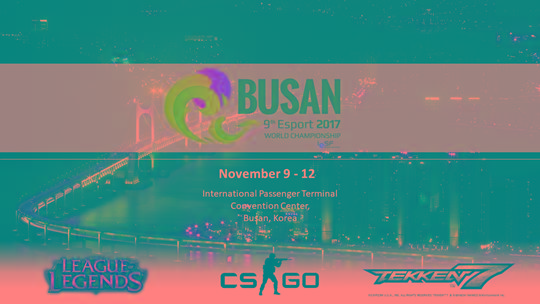 BUSAN
9th Esport 2017
WORLD CHAMPIONSHIP
November 9 - 12
International Passenger Terminal
Convention Center,
Busan, Korea
LEAGUE OF
LEGENDS
CS GO
TEKKEN 7